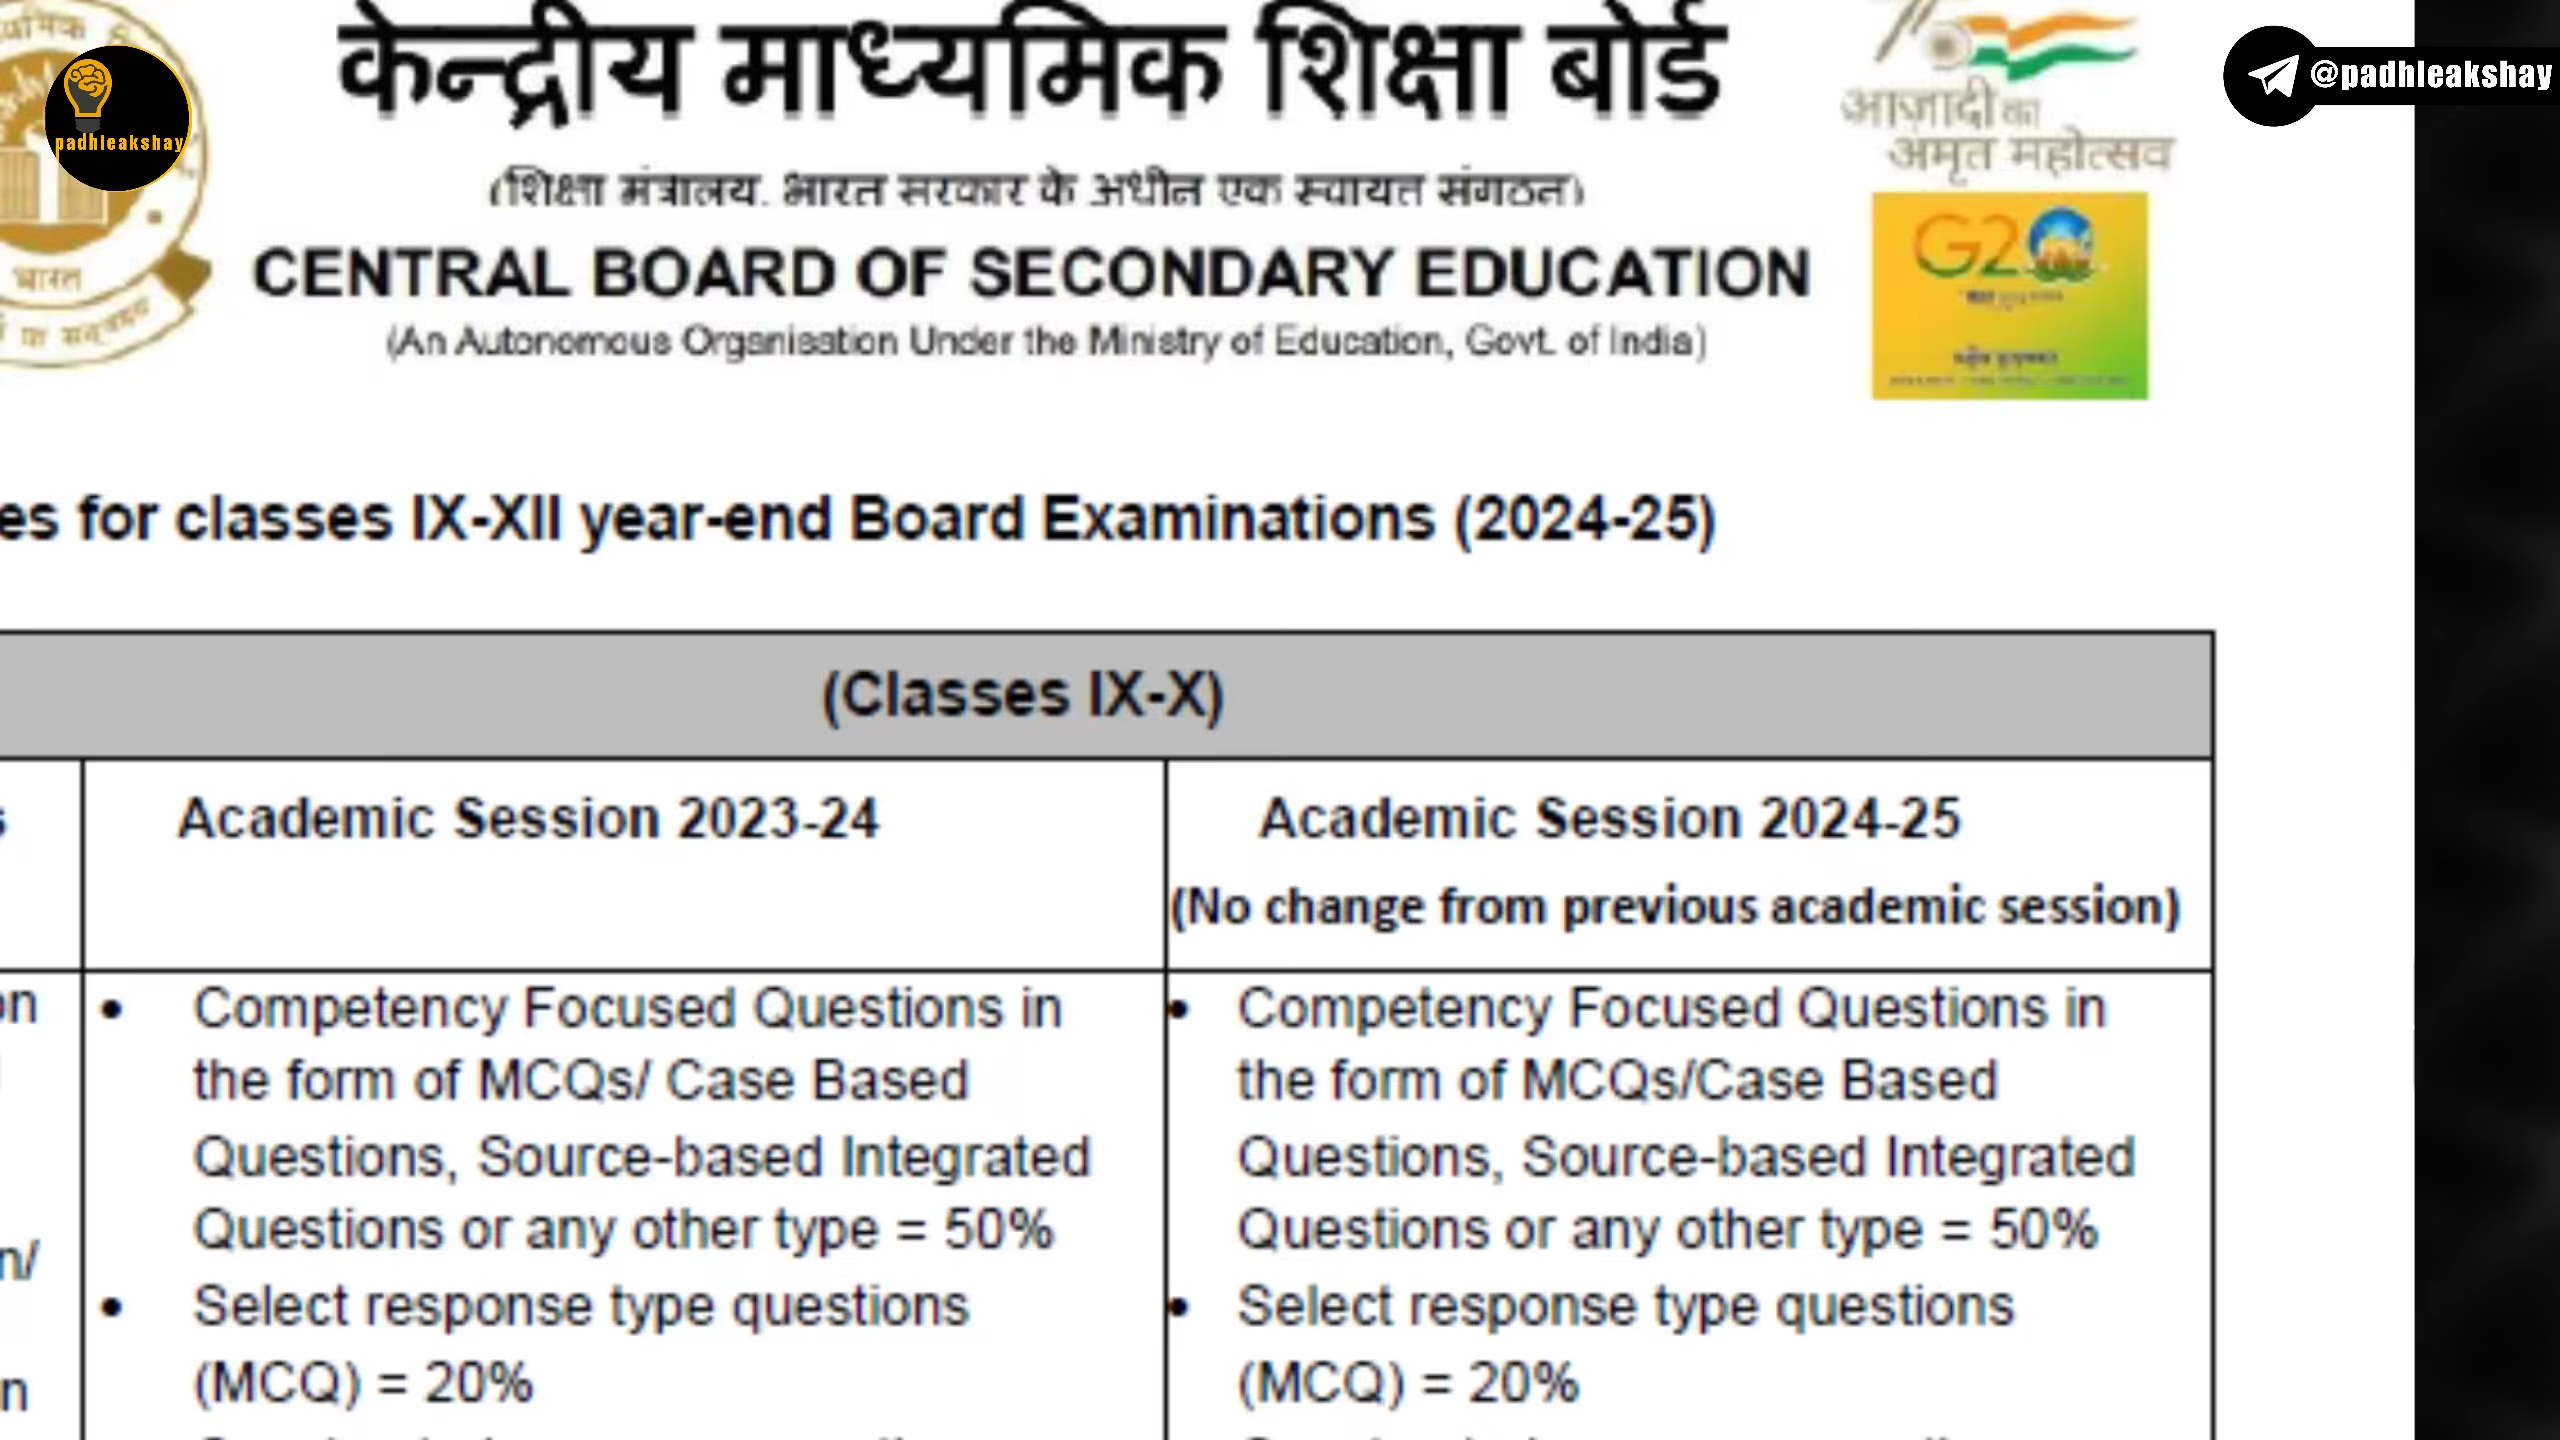 केन्द्रीय माध्यमिक शिक्षा बोर्ड
(शिक्षा मंत्रालय, भारत सरकार के अधीन एक स्वायत संगठन)
CENTRAL BOARD OF SECONDARY EDUCATION
(An Autonomous Organisation Under the Ministry of Education, Govt. of India)
padhleakshay
भारत
आज़ादी का
अमृत महोत्सव
G20
@padhleakshay
es for classes IX-XII year-end Board Examinations (2024-25)
(Classes IX-X)
s
Academic Session 2023-24
Academic Session 2024-25
(No change from previous academic session)
on
n/
n
• Competency Focused Questions in
the form of MCQs/ Case Based
Questions, Source-based Integrated
Questions or any other type = 50%
• Select response type questions
(MCQ) = 20%
• Competency Focused Questions in
the form of MCQs/Case Based
Questions, Source-based Integrated
Questions or any other type = 50%
• Select response type questions
(MCQ) = 20%